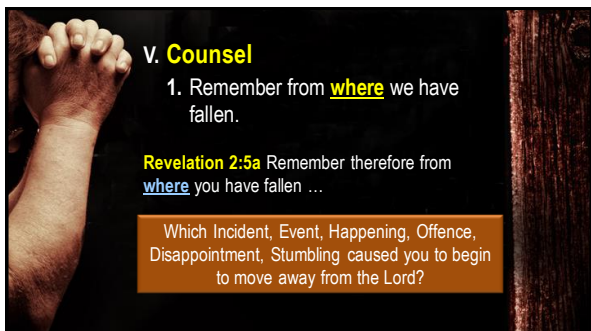 V. Counsel
1. Remember from where we have
fallen.
Revelation 2:5a Remember therefore from
where you have fallen …
Which Incident, Event, Happening, Offence,
Disappointment, Stumbling caused you to begin
to move away from the Lord?